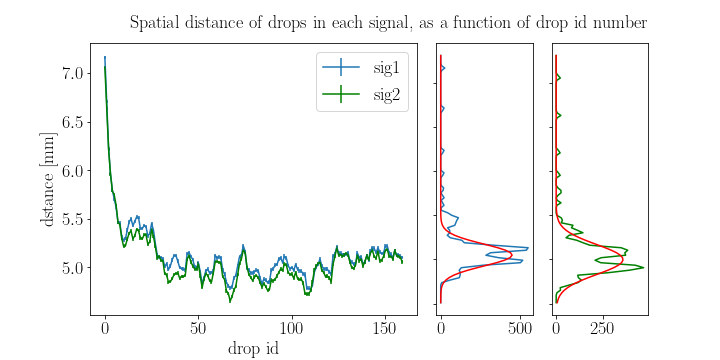 Spatial distance of drops in each signal, as a function of drop id number
dstance [mm]
7.0
6.5
6.0
5.5
5.0
sig1
sig2
0 50 100 150
drop id
0 500
0 250